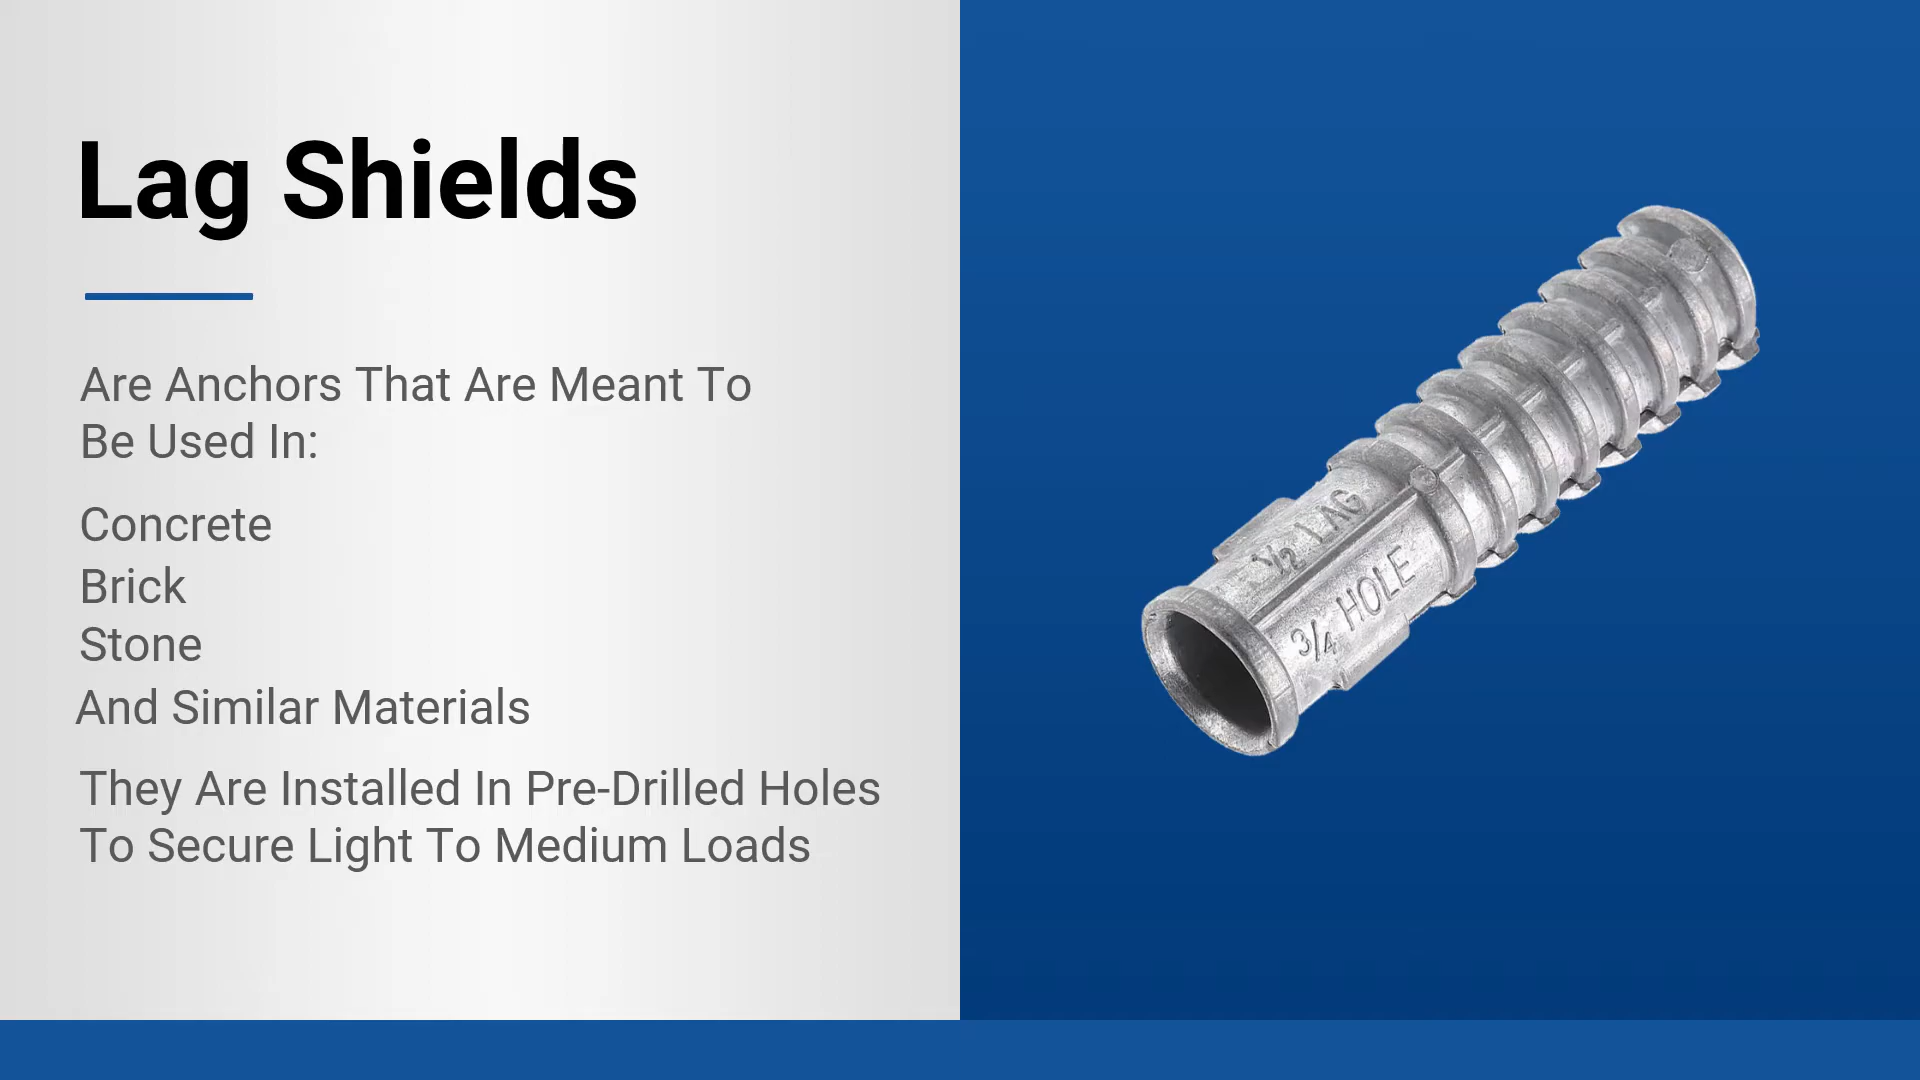 Lag Shields
Are Anchors That Are Meant To
Be Used In:
Concrete
Brick
Stone
And Similar Materials
They Are Installed In Pre-Drilled Holes
To Secure Light To Medium Loads
1/2 LAG
3/4 HOLE